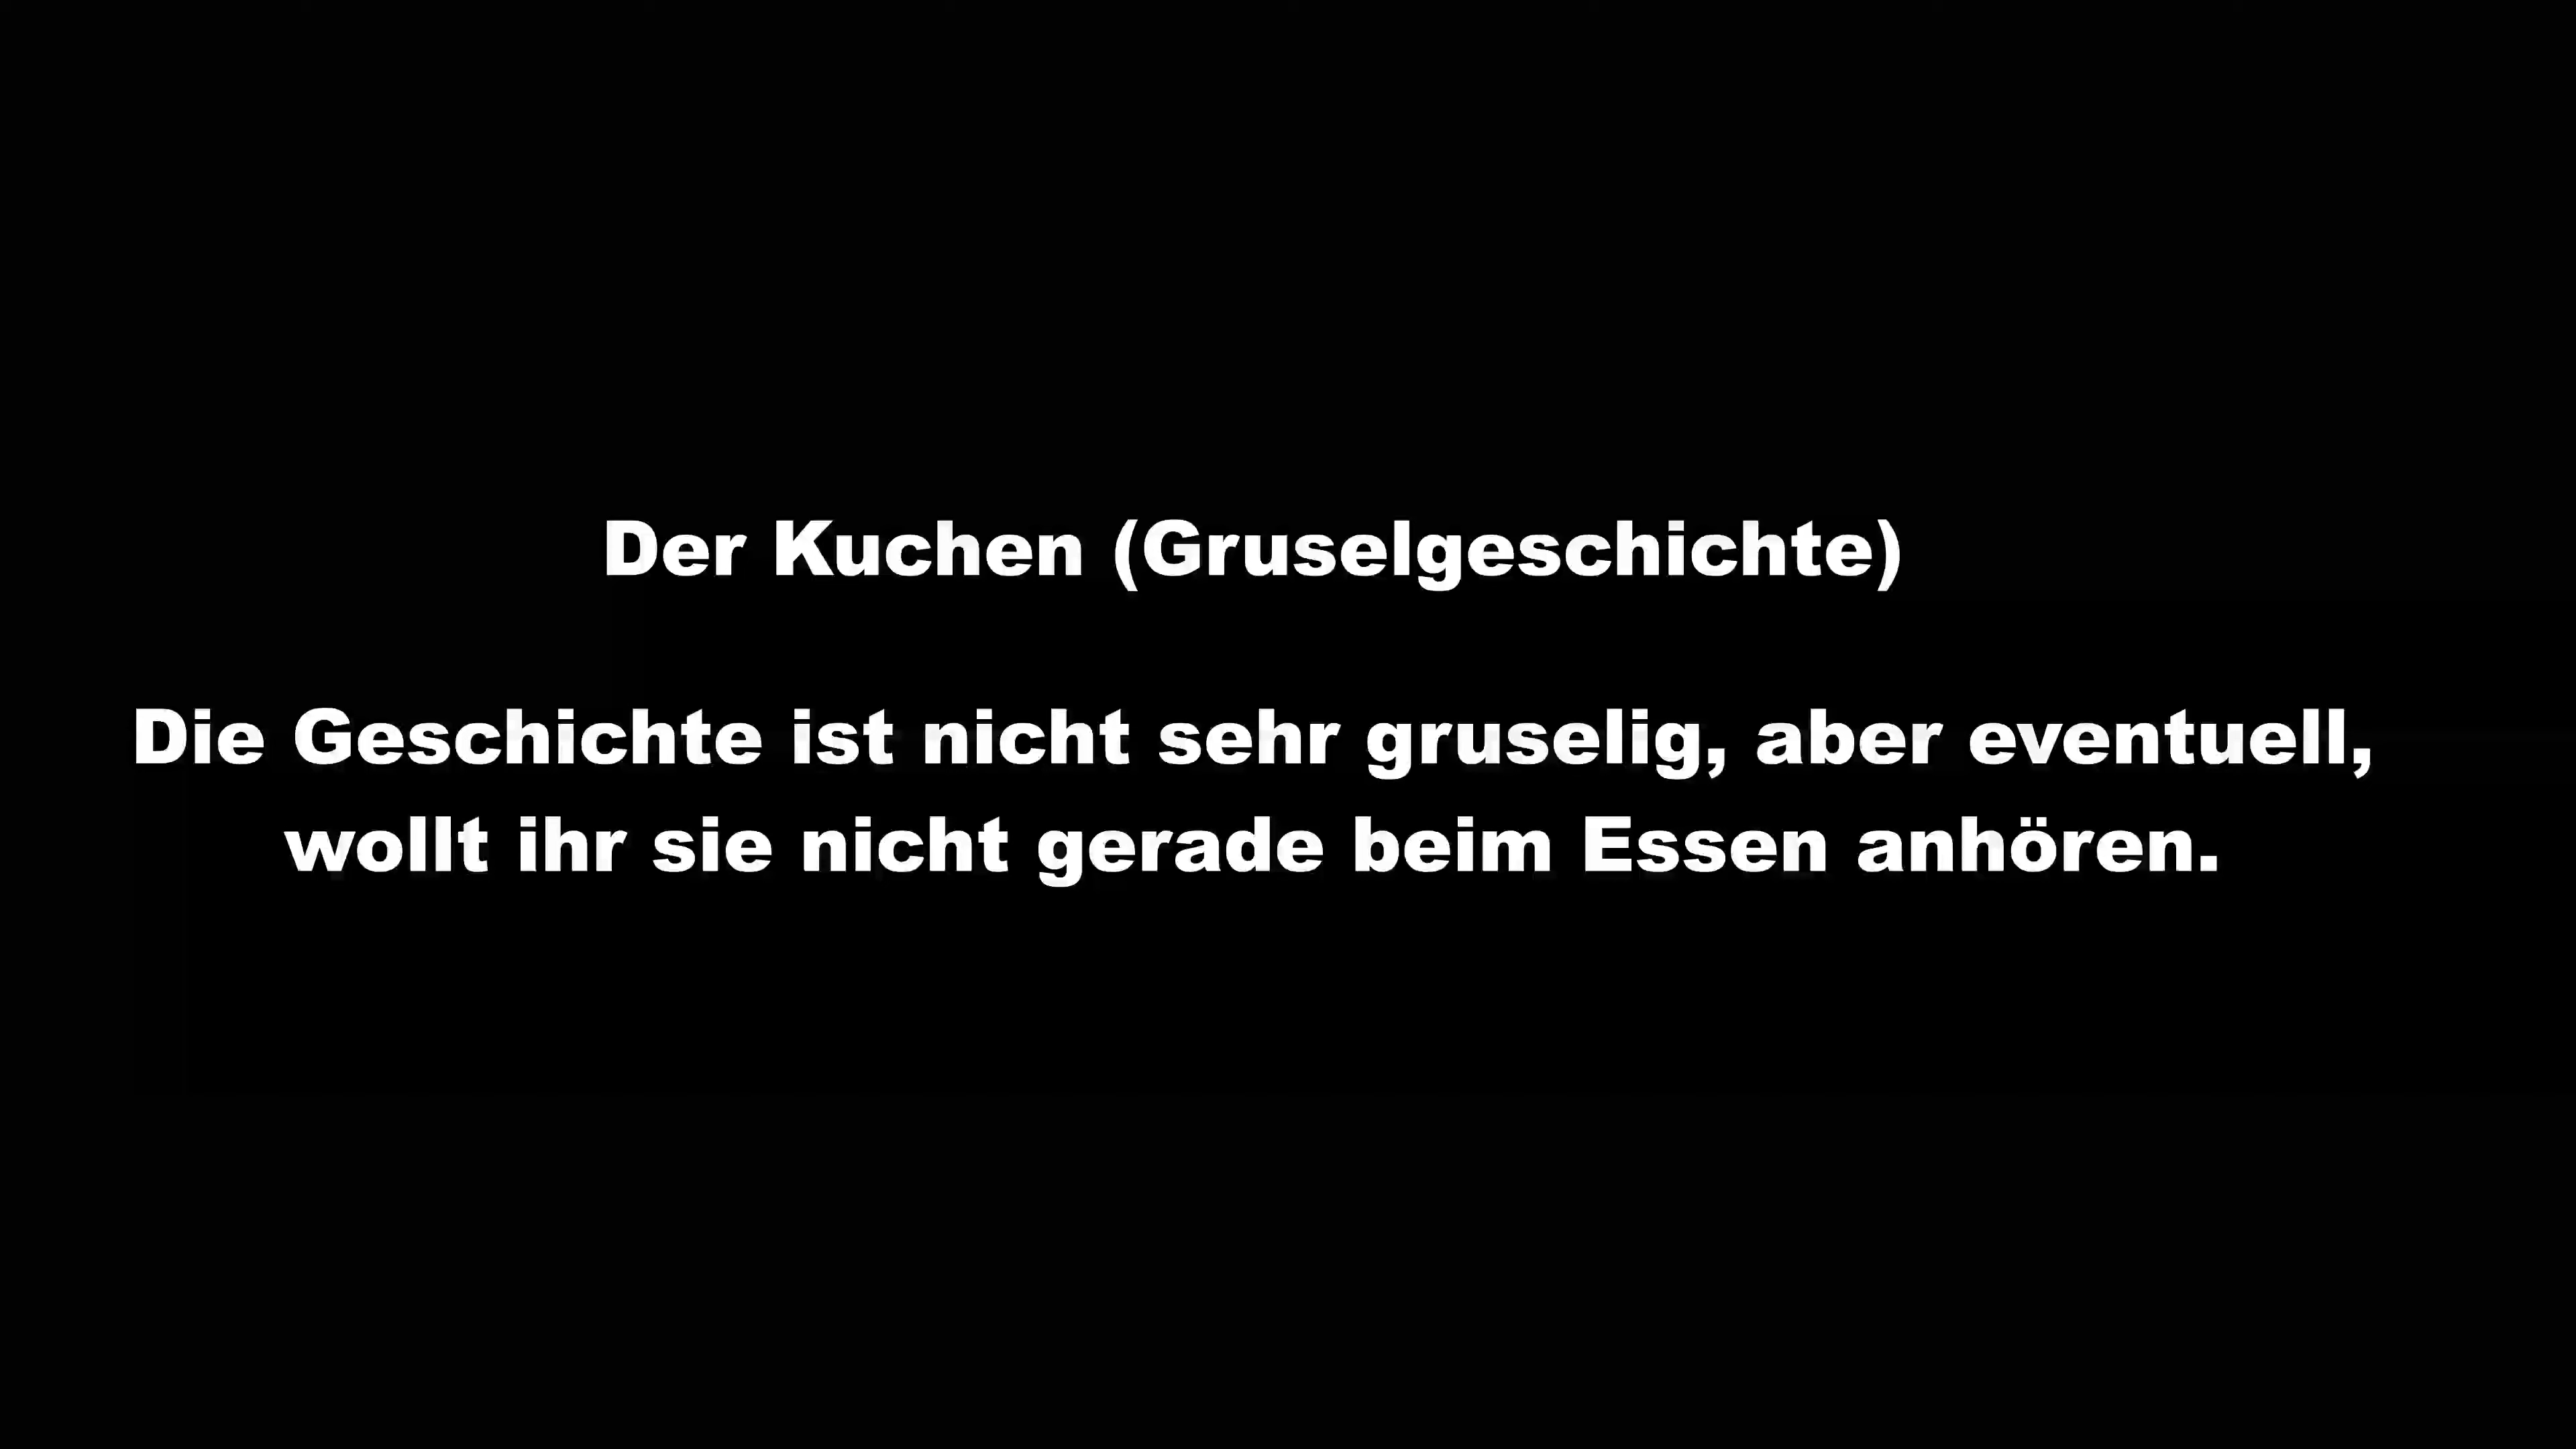 Der Kuchen (Gruselgeschichte)
Die Geschichte ist nicht sehr gruselig, aber eventuell,
wollt ihr sie nicht gerade beim Essen anhören.